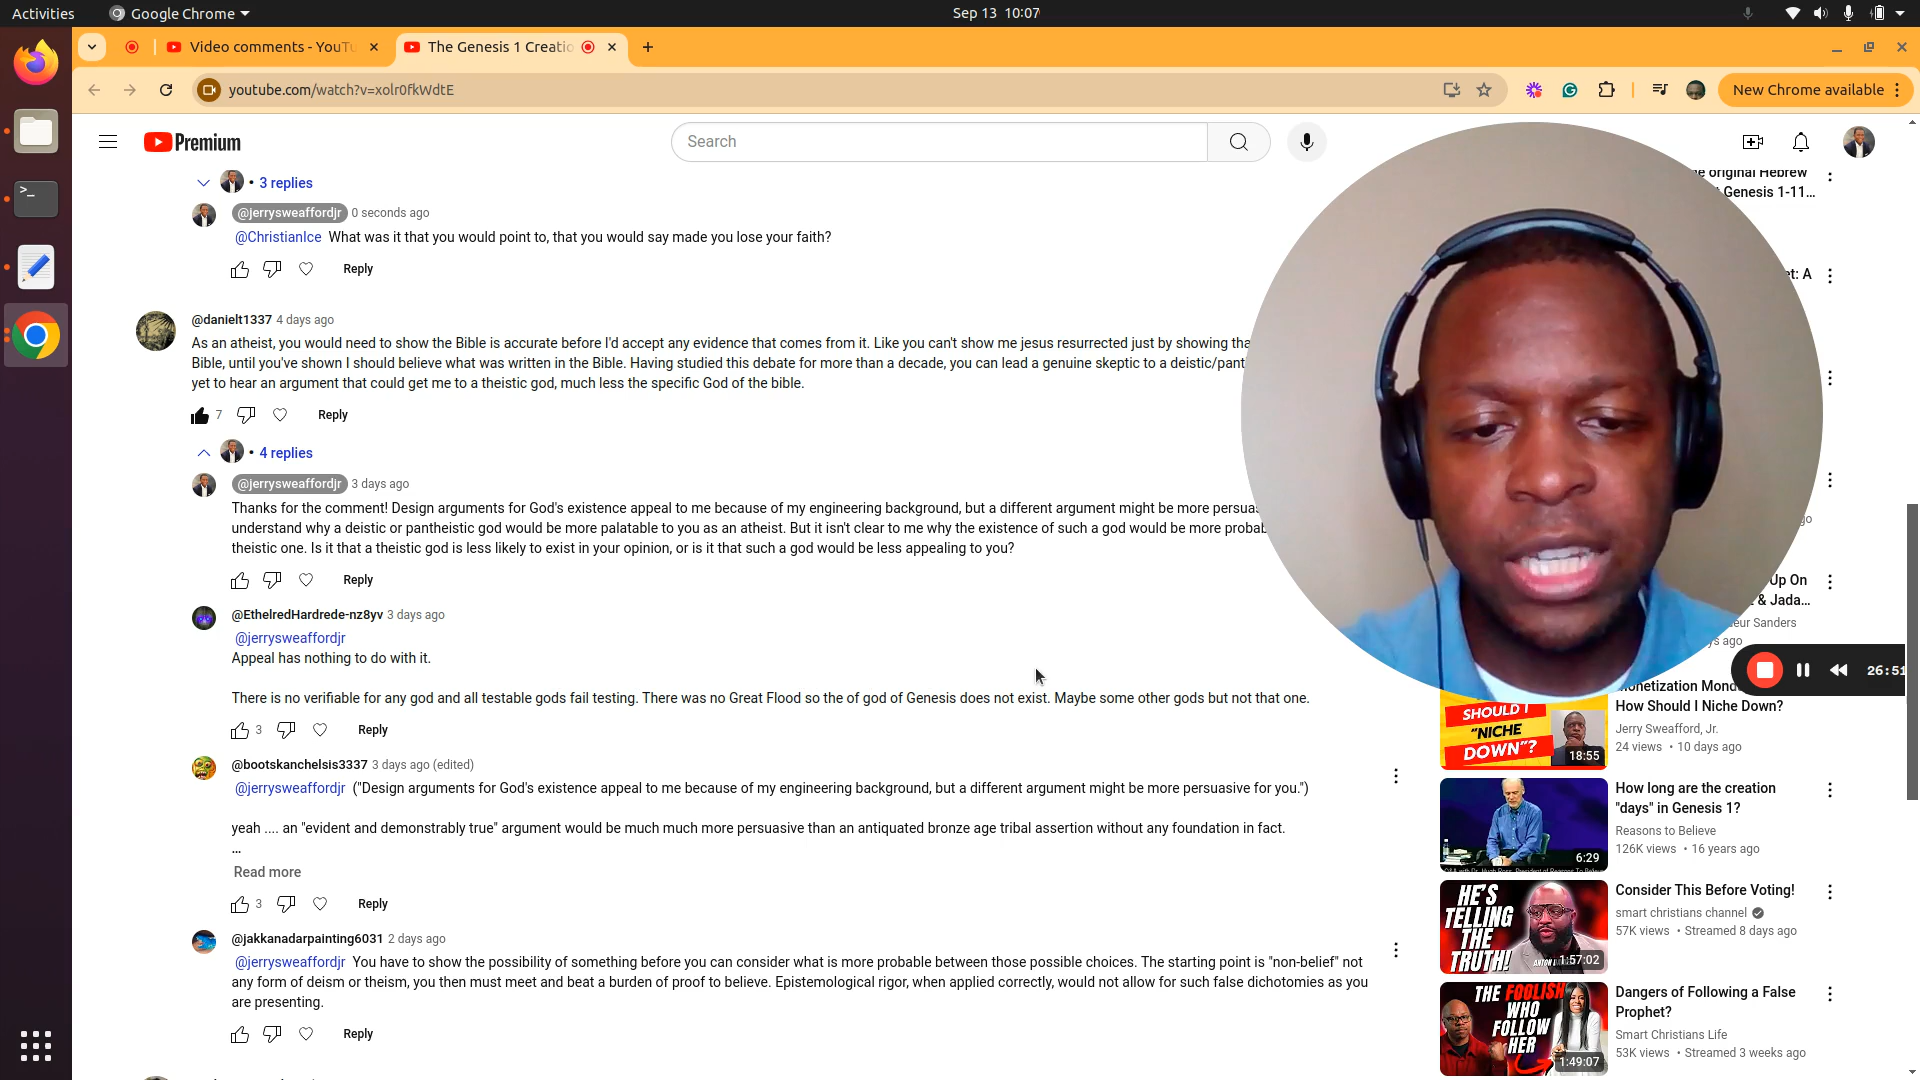 Activities
Google Chrome
Sep 13 10:07
Video comments - YouTu
The Genesis 1 Creatio
youtube.com/watch?v=xolr0fkWdtE
New Chrome available
Premium
Search
3 replies
@jerrysweaffordjr 0 seconds ago
@ChristianIce What was it that you would point to, that you would say made you lose your faith?
Reply
@danielt1337 4 days ago
As an atheist, you would need to show the Bible is accurate before I'd accept any evidence that comes from it. Like you can't show me jesus resurrected just by showing tha
Bible, until you've shown I should believe what was written in the Bible. Having studied this debate for more than a decade, you can lead a genuine skeptic to a deistic/pant
yet to hear an argument that could get me to a theistic god, much less the specific God of the bible.
7
Reply
4 replies
@jerrysweaffordjr 3 days ago
Thanks for the comment! Design arguments for God's existence appeal to me because of my engineering background, but a different argument might be more persua
understand why a deistic or pantheistic god would be more palatable to you as an atheist. But it isn't clear to me why the existence of such a god would be more probab
theistic one. Is it that a theistic god is less likely to exist in your opinion, or is it that such a god would be less appealing to you?
Reply
@EthelredHardrede-nz8yv 3 days ago
@jerrysweaffordjr
Appeal has nothing to do with it.
There is no verifiable for any god and all testable gods fail testing. There was no Great Flood so the of god of Genesis does not exist. Maybe some other gods but not that one.
3
Reply
@bootskanchelsis3337 3 days ago (edited)
@jerrysweaffordjr ("Design arguments for God's existence appeal to me because of my engineering background, but a different argument might be more persuasive for you.")
yeah .... an "evident and demonstrably true" argument would be much much more persuasive than an antiquated bronze age tribal assertion without any foundation in fact.
...
Read more
3
Reply
@jakkanadarpainting6031 2 days ago
@jerrysweaffordjr You have to show the possibility of something before you can consider what is more probable between those possible choices. The starting point is "non-belief" not
any form of deism or theism, you then must meet and beat a burden of proof to believe. Epistemological rigor, when applied correctly, would not allow for such false dichotomies as you
are presenting.
Reply
e original Hebrew
Genesis 1-11...
et: A
go
Up On
& Jada...
eur Sanders
ys ago
26:51
onetization Mond
How Should I Niche Down?
Jerry Sweafford, Jr.
24 views • 10 days ago
SHOULD I
"NICHE
DOWN"?
18:55
How long are the creation
"days" in Genesis 1?
Reasons to Believe
126K views • 16 years ago
6:29
Consider This Before Voting!
smart christians channel
57K views • Streamed 8 days ago
HE'S
TELLING
THE
TRUTH!
1:57:02
Dangers of Following a False
Prophet?
Smart Christians Life
53K views • Streamed 3 weeks ago
THE FOOLISH
WHO
FOLLOW
HER
1:49:07